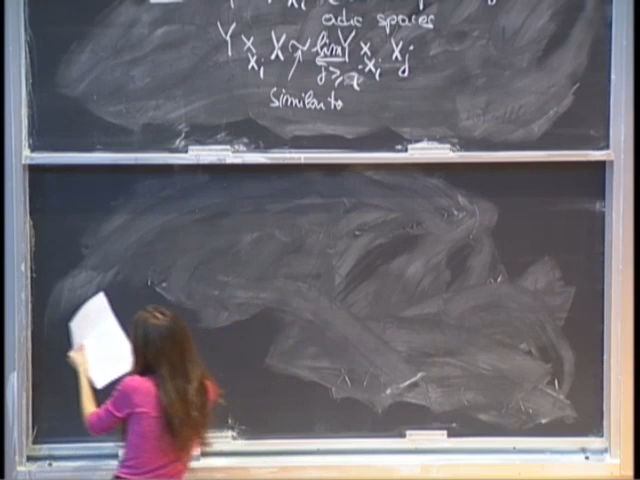 adic spaces
Y ×_{X_i} X ~ lim_{j≥i} Y ×_{X_i} X_j
similar to